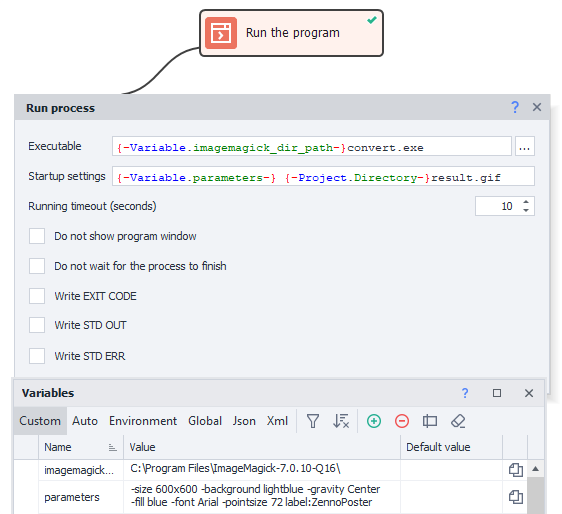 Run the program
Run process
?
Executable
{-Variable.imagemagick_dir_path-}convert.exe
...
Startup settings
{-Variable.parameters-} {-Project.Directory-}result.gif
Running timeout (seconds)
10
Do not show program window
Do not wait for the process to finish
Write EXIT CODE
Write STD OUT
Write STD ERR
Variables
?
Custom Auto Environment Global Json Xml
Name Value Default value
imagemagick... C:\Program Files\ImageMagick-7.0.10-Q16\
parameters
-size 600x600 -background lightblue -gravity Center
-fill blue -font Arial -pointsize 72 label:ZennoPoster